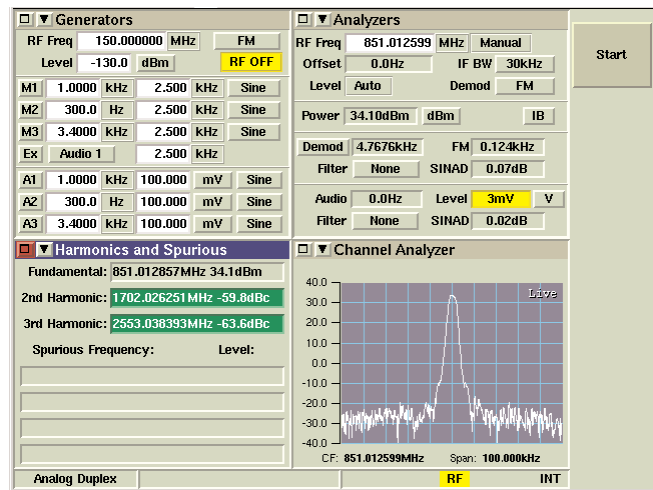 Generators
RF Freq 150.000000 MHz FM
Level -130.0 dBm RF OFF
M1 1.0000 kHz 2.500 kHz Sine
M2 300.0 Hz 2.500 kHz Sine
M3 3.4000 kHz 2.500 kHz Sine
Ex Audio 1 2.500 kHz
A1 1.0000 kHz 100.000 mV Sine
A2 300.0 Hz 100.000 mV Sine
A3 3.4000 kHz 100.000 mV Sine
Analyzers
RF Freq 851.012599 MHz Manual
Offset 0.0Hz IF BW 30kHz
Level Auto Demod FM
Power 34.10dBm dBm IB
Demod 4.7676kHz FM 0.124kHz
Filter None SINAD 0.07dB
Audio 0.0Hz Level 3mV V
Filter None SINAD 0.02dB
Start
Harmonics and Spurious
Fundamental: 851.012857MHz 34.1dBm
2nd Harmonic: 1702.026251MHz -59.8dBc
3rd Harmonic: 2553.038393MHz -63.6dBc
Spurious Frequency: Level:
Channel Analyzer
40.0
Live
30.0
20.0
10.0
0.0
-10.0
-20.0
-30.0
-40.0
CF: 851.012599MHz Span: 100.000kHz
Analog Duplex RF INT